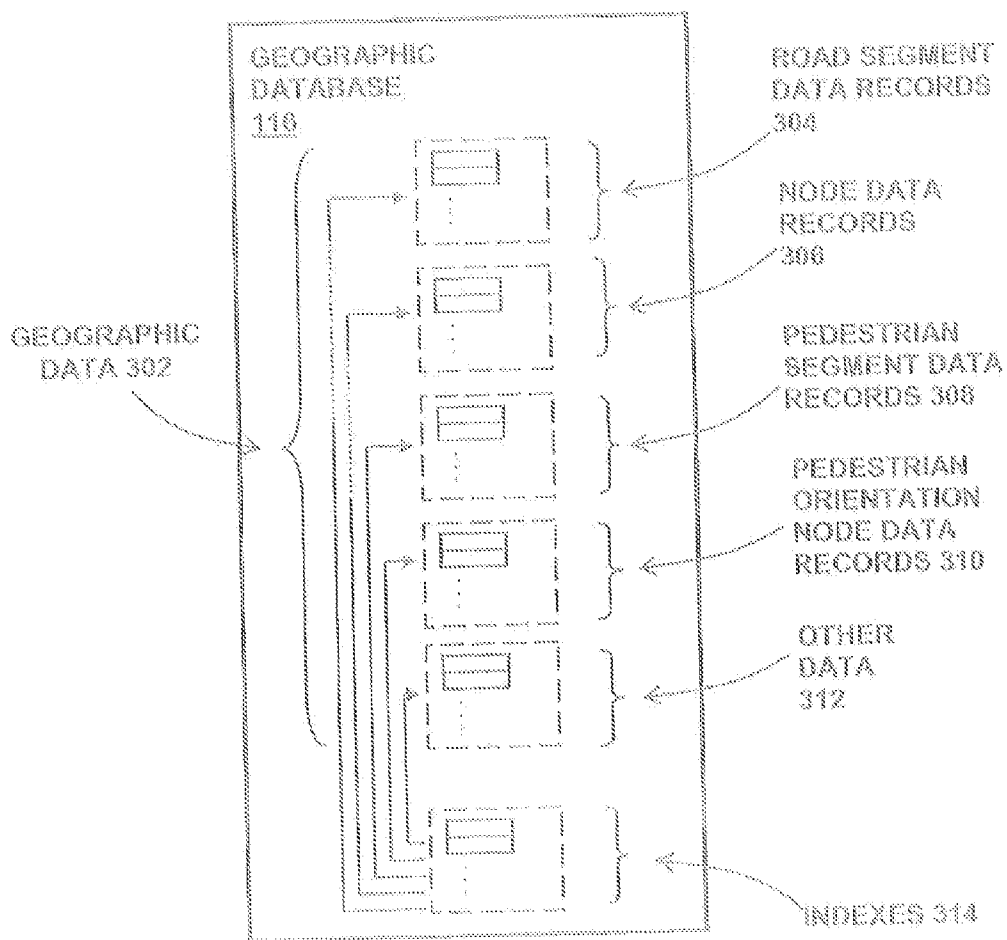 GEOGRAPHIC
DATABASE
116
ROAD SEGMENT
DATA RECORDS
304
NODE DATA
RECORDS
306
GEOGRAPHIC
DATA 302
PEDESTRIAN
SEGMENT DATA
RECORDS 308
PEDESTRIAN
ORIENTATION
NODE DATA
RECORDS 310
OTHER
DATA
312
INDEXES 314